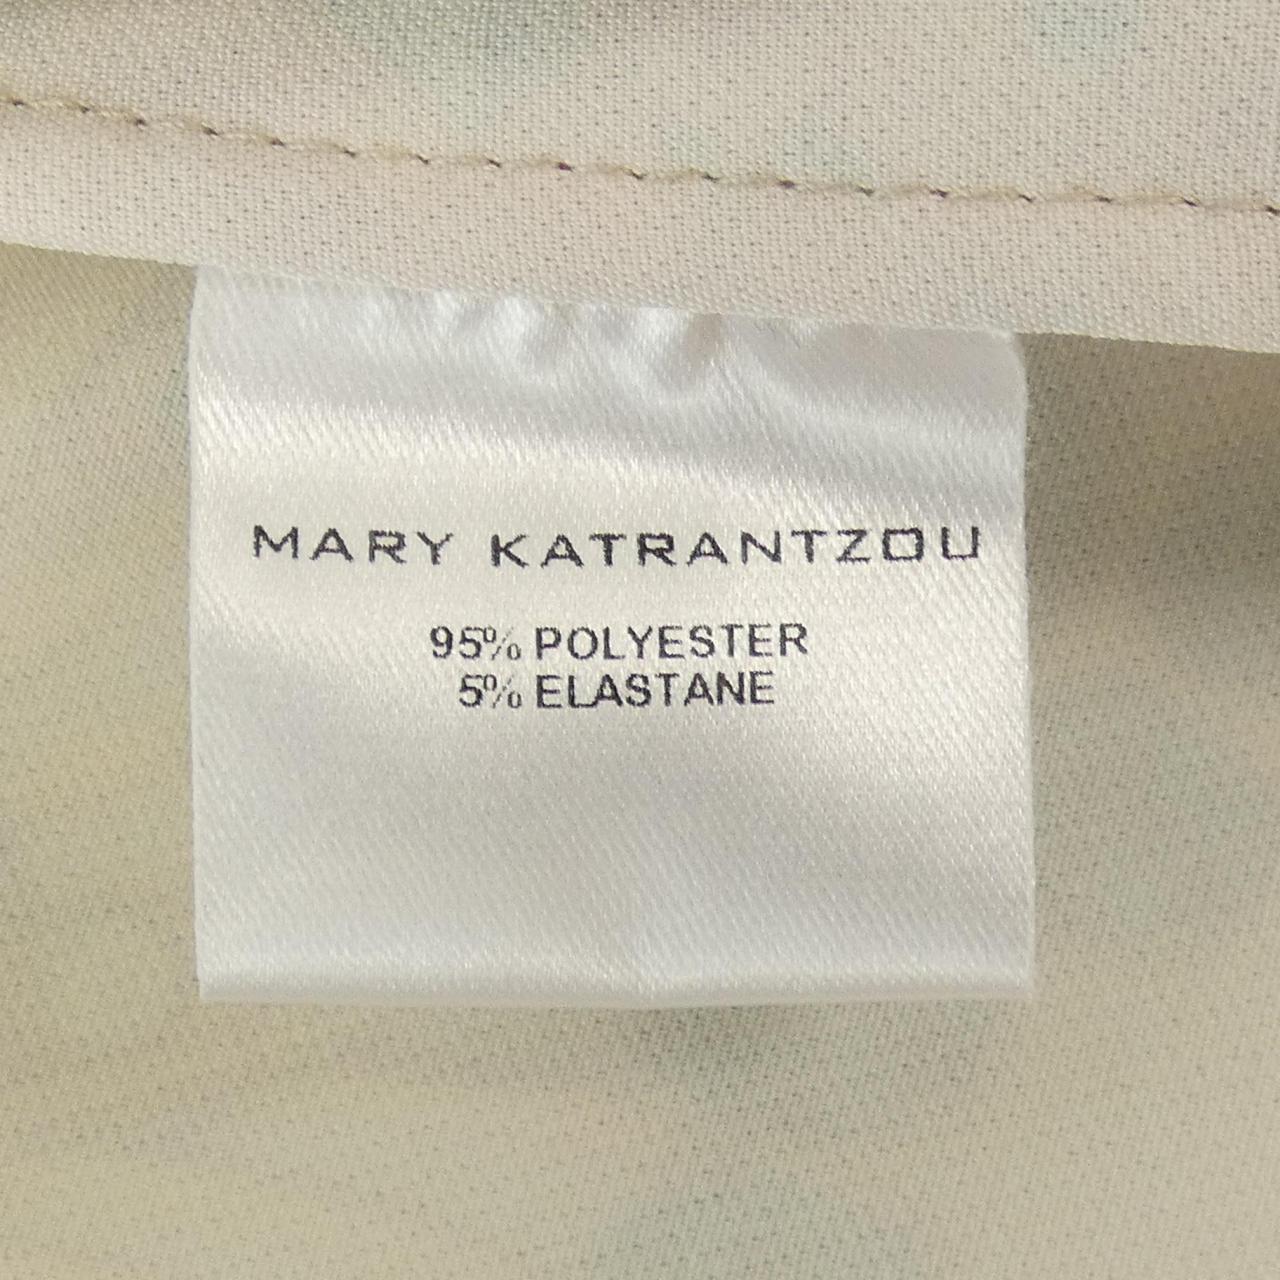 MARY KATRANTZOU
95% POLYESTER
5% ELASTANE